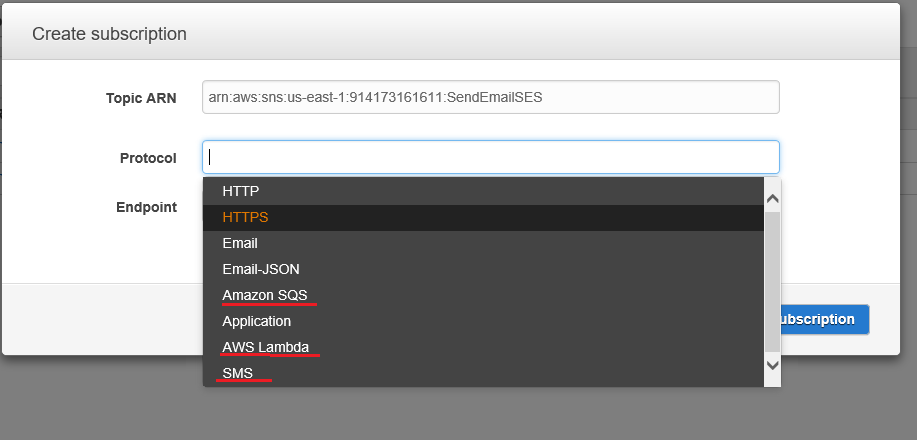 Create subscription
Topic ARN
arn:aws:sns:us-east-1:914173161611:SendEmailSES
Protocol
HTTP
Endpoint
HTTPS
Email
Email-JSON
Amazon SQS
Application
ubscription
AWS Lambda
SMS